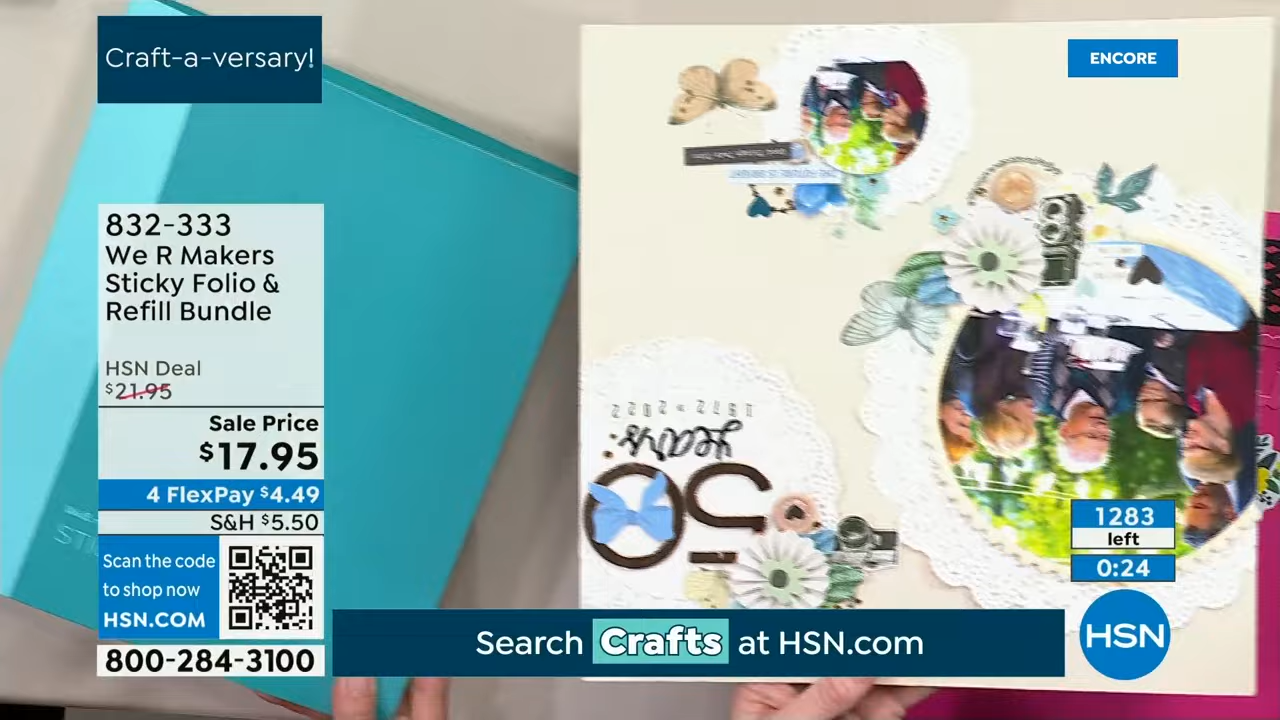 Craft-a-versary!
ENCORE
832-333
We R Makers
Sticky Folio &
Refill Bundle
HSN Deal
$21.95
Sale Price
$17.95
4 FlexPay $4.49
S&H $5.50
Scan the code
to shop now
HSN.COM
800-284-3100
1972 - 2022
years
50
1283
left
0:24
Search Crafts at HSN.com
HSN